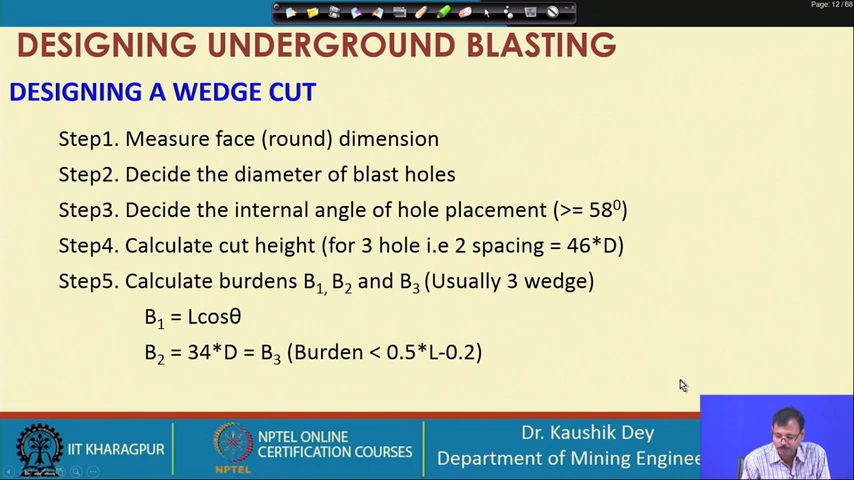 Page: 12 / 68
DESIGNING UNDERGROUND BLASTING
DESIGNING A WEDGE CUT
Step1. Measure face (round) dimension
Step2. Decide the diameter of blast holes
Step3. Decide the internal angle of hole placement (>= 58⁰)
Step4. Calculate cut height (for 3 hole i.e 2 spacing = 46*D)
Step5. Calculate burdens B₁, B₂ and B₃ (Usually 3 wedge)
B₁ = Lcosθ
B₂ = 34*D = B₃ (Burden < 0.5*L-0.2)
IIT KHARAGPUR
NPTEL
NPTEL ONLINE
CERTIFICATION COURSES
Dr. Kaushik Dey
Department of Mining Enginee